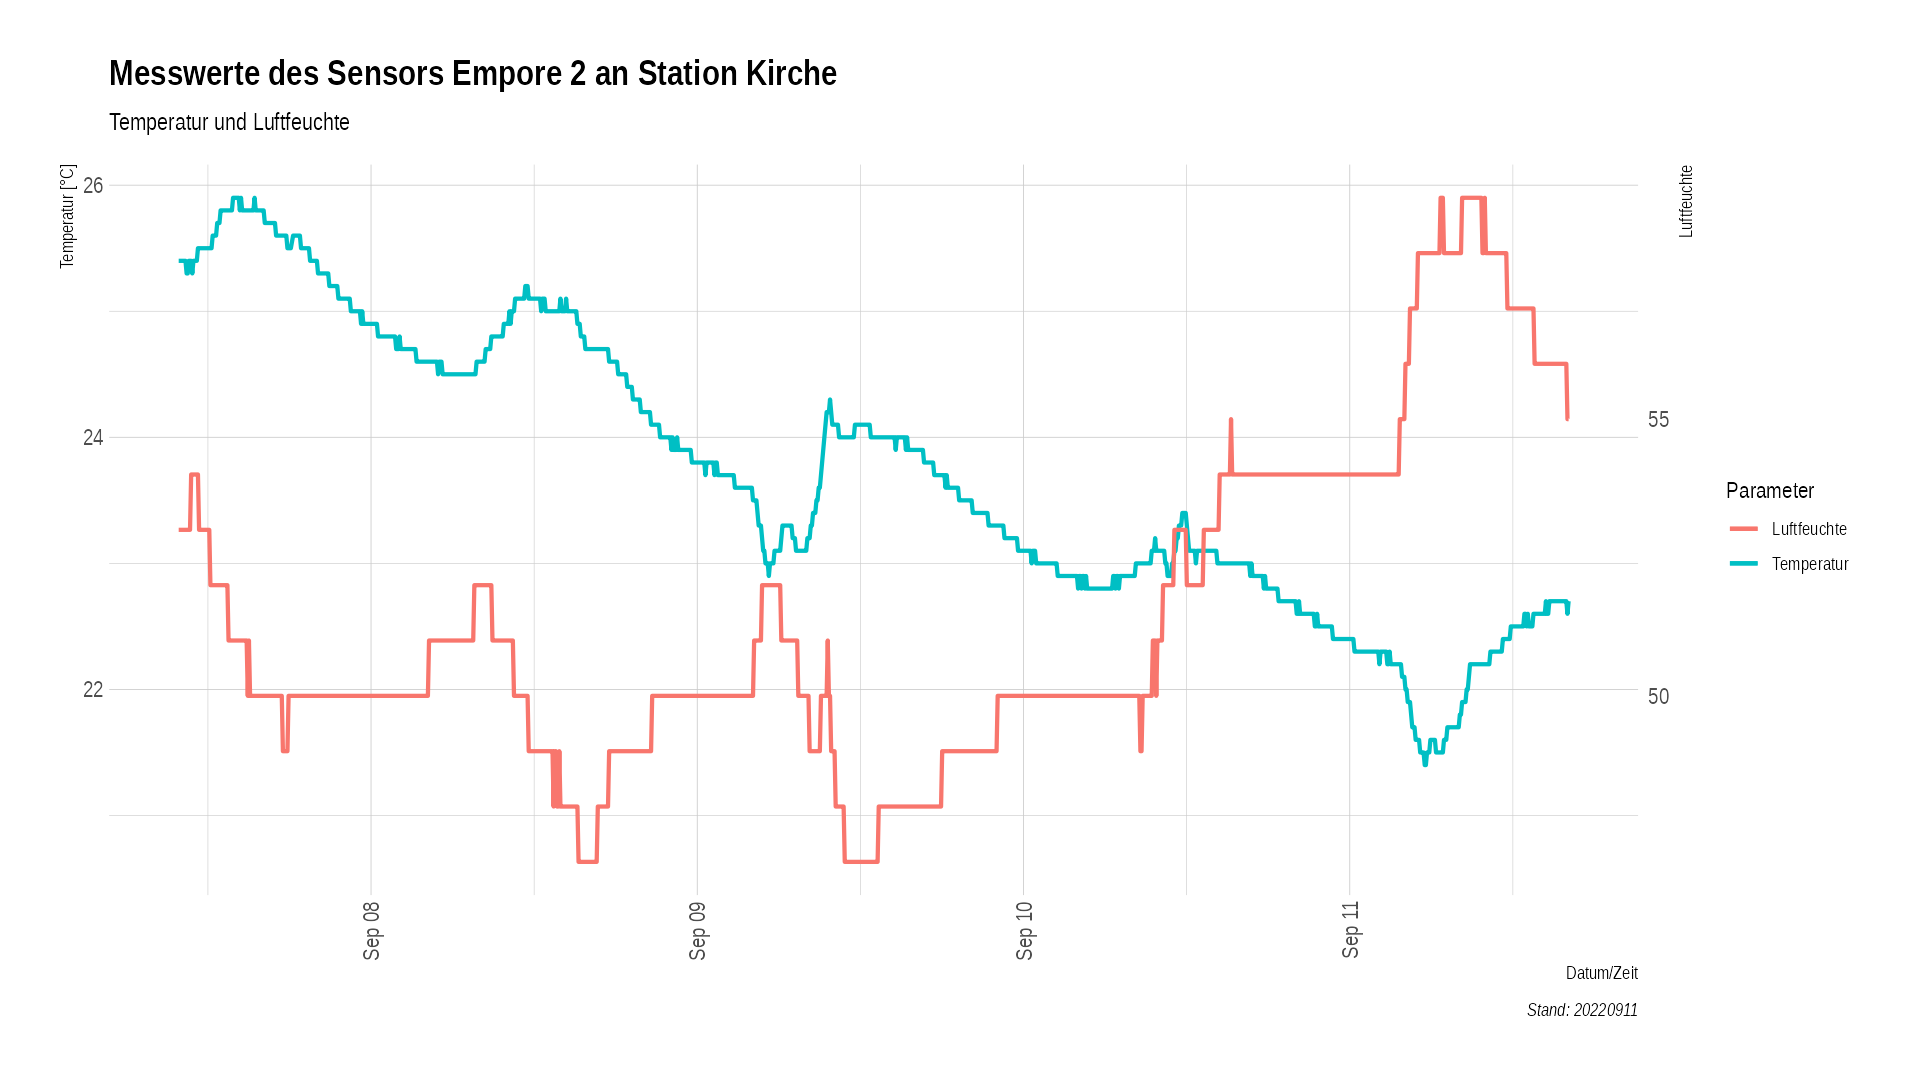 Messwerte des Sensors Empore 2 an Station Kirche
Temperatur und Luftfeuchte
Temperatur [°C]
Luftfeuchte
26
24
22
55
50
Parameter
Luftfeuchte
Temperatur
Sep 08
Sep 09
Sep 10
Sep 11
Datum/Zeit
Stand: 20220911